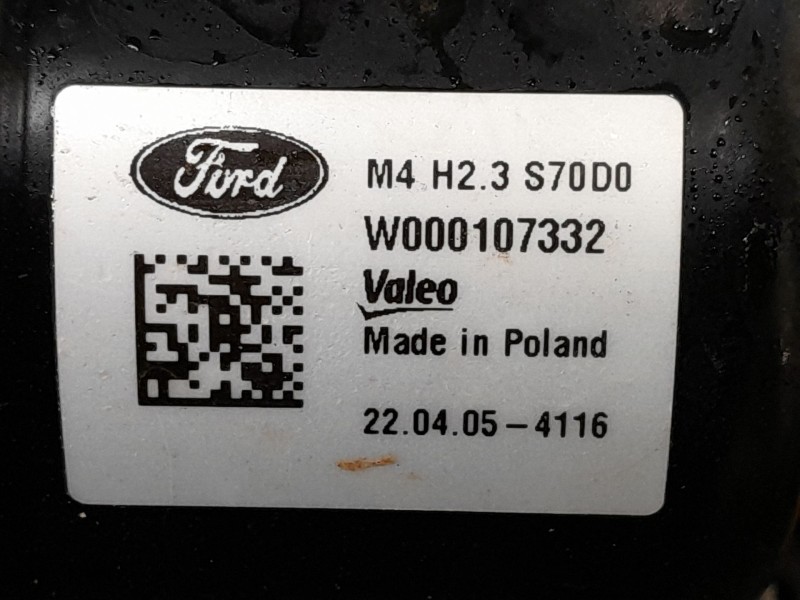 Ford
M4 H2.3 S70D0
W000107332
Valeo
Made in Poland
22.04.05-4116